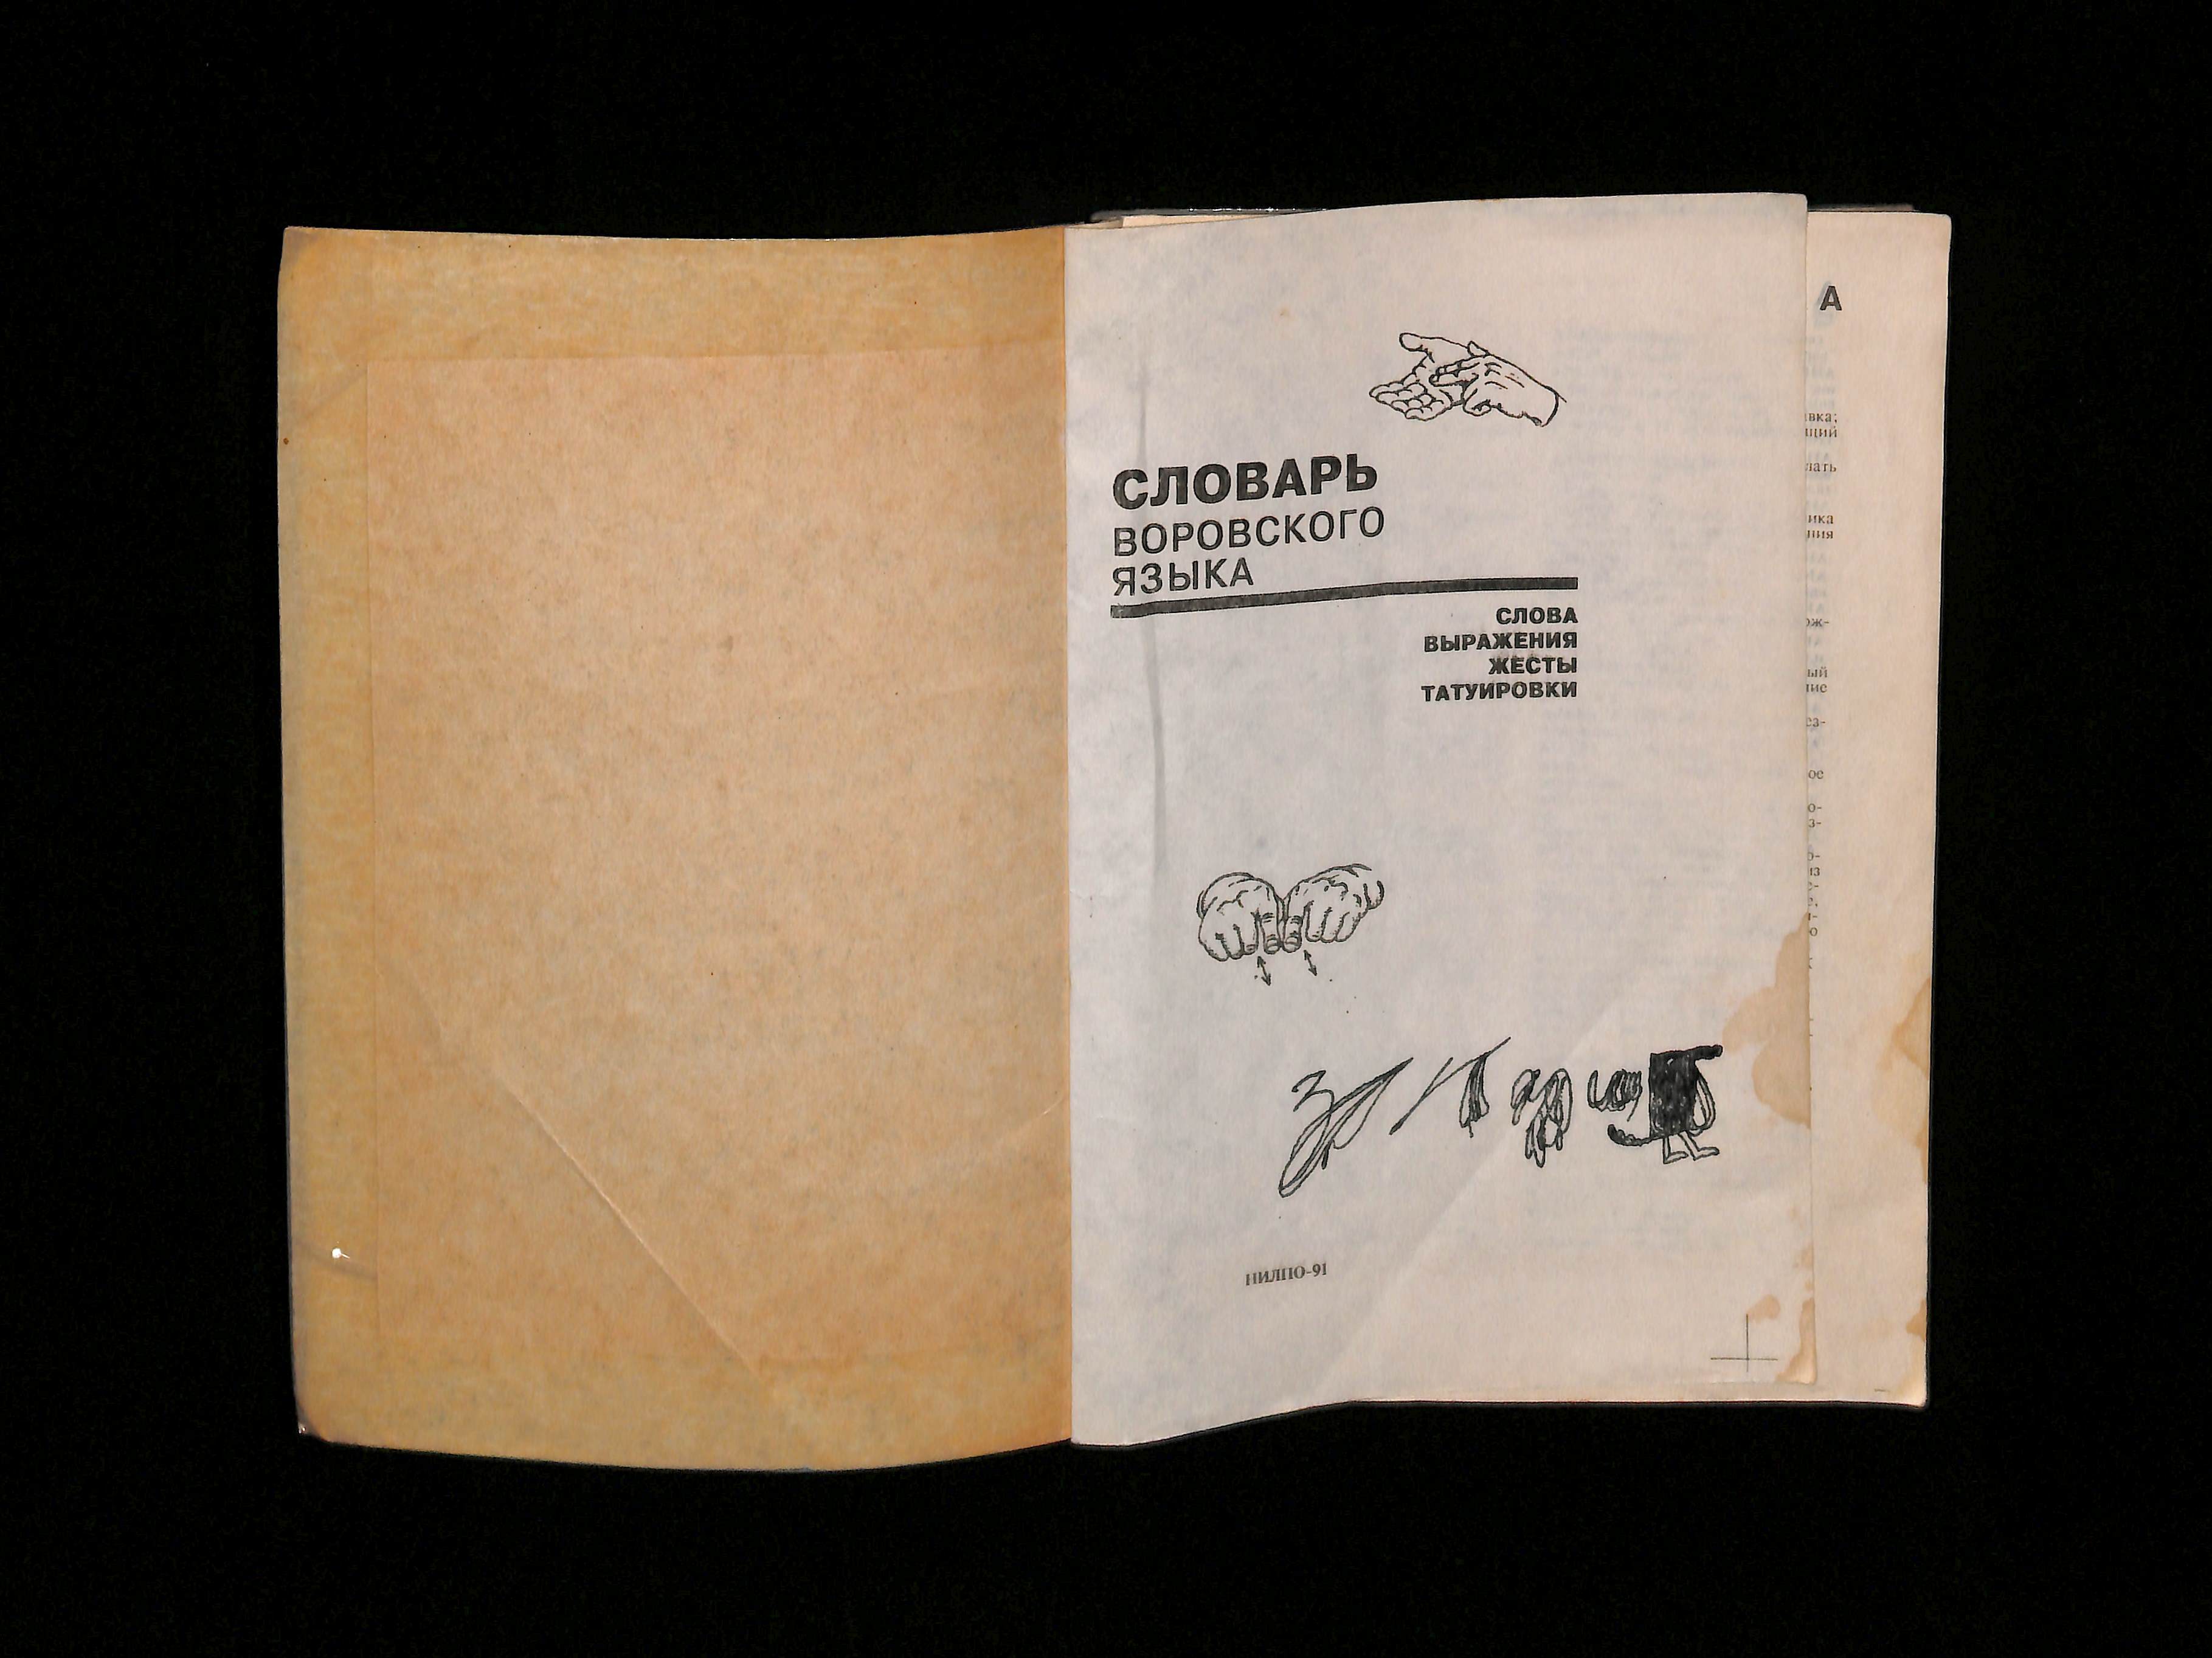 СЛОВАРЬ
ВОРОВСКОГО
ЯЗЫКА
СЛОВА
ВЫРАЖЕНИЯ
ЖЕСТЫ
ТАТУИРОВКИ
НИЛПО-91
А